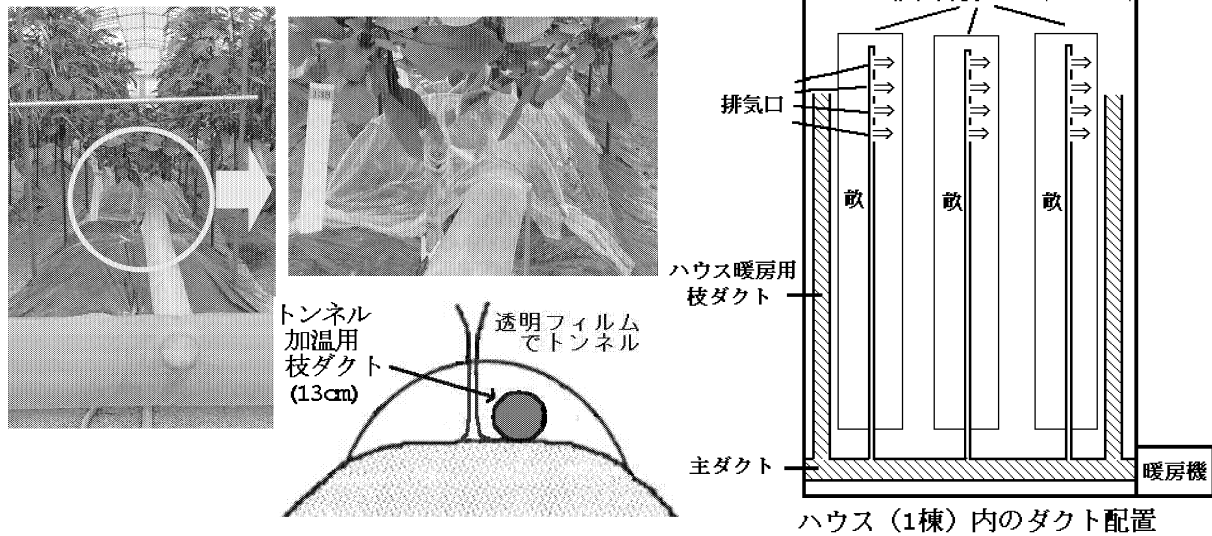 排気口
畝
畝
畝
ハウス暖房用
枝ダクト
主ダクト
暖房機
ハウス（1棟）内のダクト配置
トンネル
加温用
枝ダクト
(13cm)
透明フィルム
でトンネル